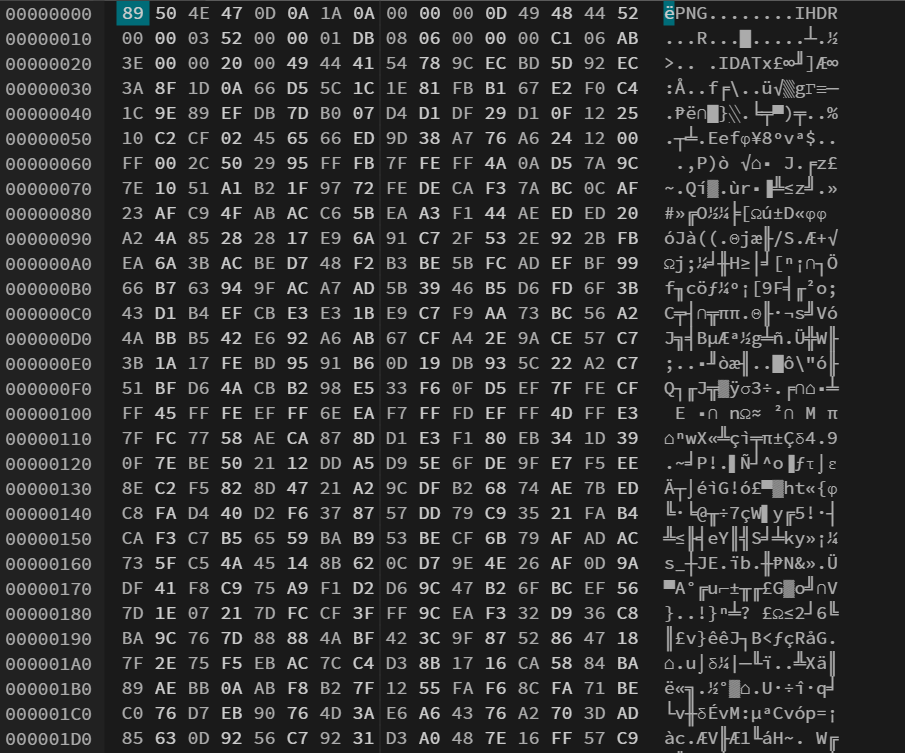 00000000 89 50 4E 47 0D 0A 1A 0A 00 00 00 0D 49 48 44 52 ëPNG........IHDR
00000010 00 00 03 52 00 00 01 DB 08 06 00 00 00 C1 06 AB ...R...█.....┴.½
00000020 3E 00 00 20 00 49 44 41 54 78 9C EC BD 5D 92 EC >.. .IDATx£∞╜]Æ∞
00000030 3A 8F 1D 0A 66 D5 5C 1C 1E 81 FB B1 67 E2 F0 C4 :Å..f╒\..ü√▒gΓ≡─
00000040 1C 9E 89 EF DB 7D B0 07 D4 D1 DF 29 D1 0F 12 25 .₧ë∩█}░.╘╤▀)╤..%
00000050 10 C2 CF 02 45 65 66 ED 9D 38 A7 76 A6 24 12 00 .┬╧.Eefφ¥8ºvª$..
00000060 FF 00 2C 50 29 95 FF FB 7F FE FF 4A 0A D5 7A 9C  .,P)ò √⌂▪ J.╒z£
00000070 7E 10 51 A1 B2 1F 97 72 FE DE CA F3 7A BC 0C AF ~.Qí▓.ùr▪▐╩≤z╝.»
00000080 23 AF C9 4F AB AC C6 5B EA A3 F1 44 AE ED ED 20 #»╔O½¼╞[Ωú±D«φφ
00000090 A2 4A 85 28 28 17 E9 6A 91 C7 2F 53 2E 92 2B FB óJà((.Θjæ╟/S.Æ+√
000000A0 EA 6A 3B AC BE D7 48 F2 B3 BE 5B FC AD EF BF 99 Ωj;¼╛╫H≥│╛[ⁿ¡∩┐Ö
000000B0 66 B7 63 94 9F AC A7 AD 5B 39 46 B5 D6 FD 6F 3B f╖cöƒ¼º¡[9F╡╓²o;
000000C0 43 D1 B4 EF CB E3 E3 1B E9 C7 F9 AA 73 BC 56 A2 C╤┤∩╦ππ.Θ╟∙¬s╝Vó
000000D0 4A BB B5 42 E6 92 A6 AB 67 CF A4 2E 9A CE 57 C7 J╗╡BµÆª½g╧ñ.Ü╬W╟
000000E0 3B 1A 17 FE BD 95 91 B6 0D 19 DB 93 5C 22 A2 C7 ;..▪╜òæ╢..█ô\"ó╟
000000F0 51 BF D6 4A CB B2 98 E5 33 F6 0F D5 EF 7F FE CF Q┐╓J╦▓ÿσ3÷.╒∩⌂▪╧
00000100 FF 45 FF FE EF FF 6E EA F7 FF FD EF FF 4D FF E3  E ▪∩ nΩ≈ ²∩ M π
00000110 7F FC 77 58 AE CA 87 8D D1 E3 F1 80 EB 34 1D 39 ⌂ⁿwX«╩çì╤π±Çδ4.9
00000120 0F 7E BE 50 21 12 DD A5 D9 5E 6F DE 9F E7 F5 EE .~╛P!.▌Ñ┘^o▐ƒτ⌡ε
00000130 8E C2 F5 82 8D 47 21 A2 9C DF B2 68 74 AE 7B ED Ä┬⌡éìG!ó£▀▓ht«{φ
00000140 C8 FA D4 40 D2 F6 37 87 57 DD 79 C9 35 21 FA B4 ╚·╘@╥÷7çW▌y╔5!·┤
00000150 CA F3 C7 B5 65 59 BA B9 53 BE CF 6B 79 AF AD AC ╩≤╟╡eY║╣S╛╧ky»¡¼
00000160 73 5F C5 4A 45 14 8B 62 0C D7 9E 4E 26 AF 0D 9A s_┼JE.ïb.╫₧N&».Ü
00000170 DF 41 F8 C9 75 A9 F1 D2 D6 9C 47 B2 6F BC EF 56 ▀A°╔u⌐±╥╓£G▓o╝∩V
00000180 7D 1E 07 21 7D FC CF 3F FF 9C EA F3 32 D9 36 C8 }..!}ⁿ╧? £Ω≤2┘6╚
00000190 BA 9C 76 7D 88 88 4A BF 42 3C 9F 87 52 86 47 18 ║£v}êêJ┐B<ƒçRåG.
000001A0 7F 2E 75 F5 EB AC 7C C4 D3 8B 17 16 CA 58 84 BA ⌂.u⌡δ¼|─╙ï..╩Xä║
000001B0 89 AE BB 0A AB F8 B2 7F 12 55 FA F6 8C FA 71 BE ë«╗.½°▓⌂.U·÷î·q╛
000001C0 C0 76 D7 EB 90 76 4D 3A E6 A6 43 76 A2 70 3D AD └v╫δÉvM:µªCvóp=¡
000001D0 85 63 0D 92 56 C7 92 31 D3 A0 48 7E 16 FF 57 C9 àc.ÆV╟Æ1╙áH~. W╔